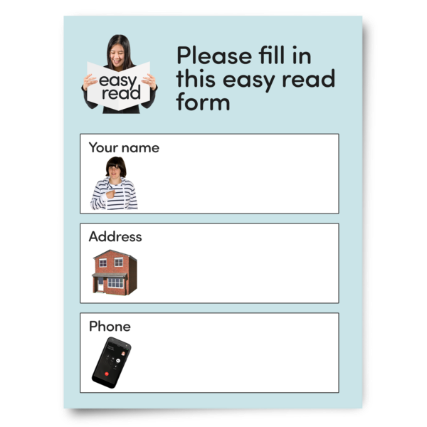 easy
read
Please fill in
this easy read
form
Your name
Address
Phone